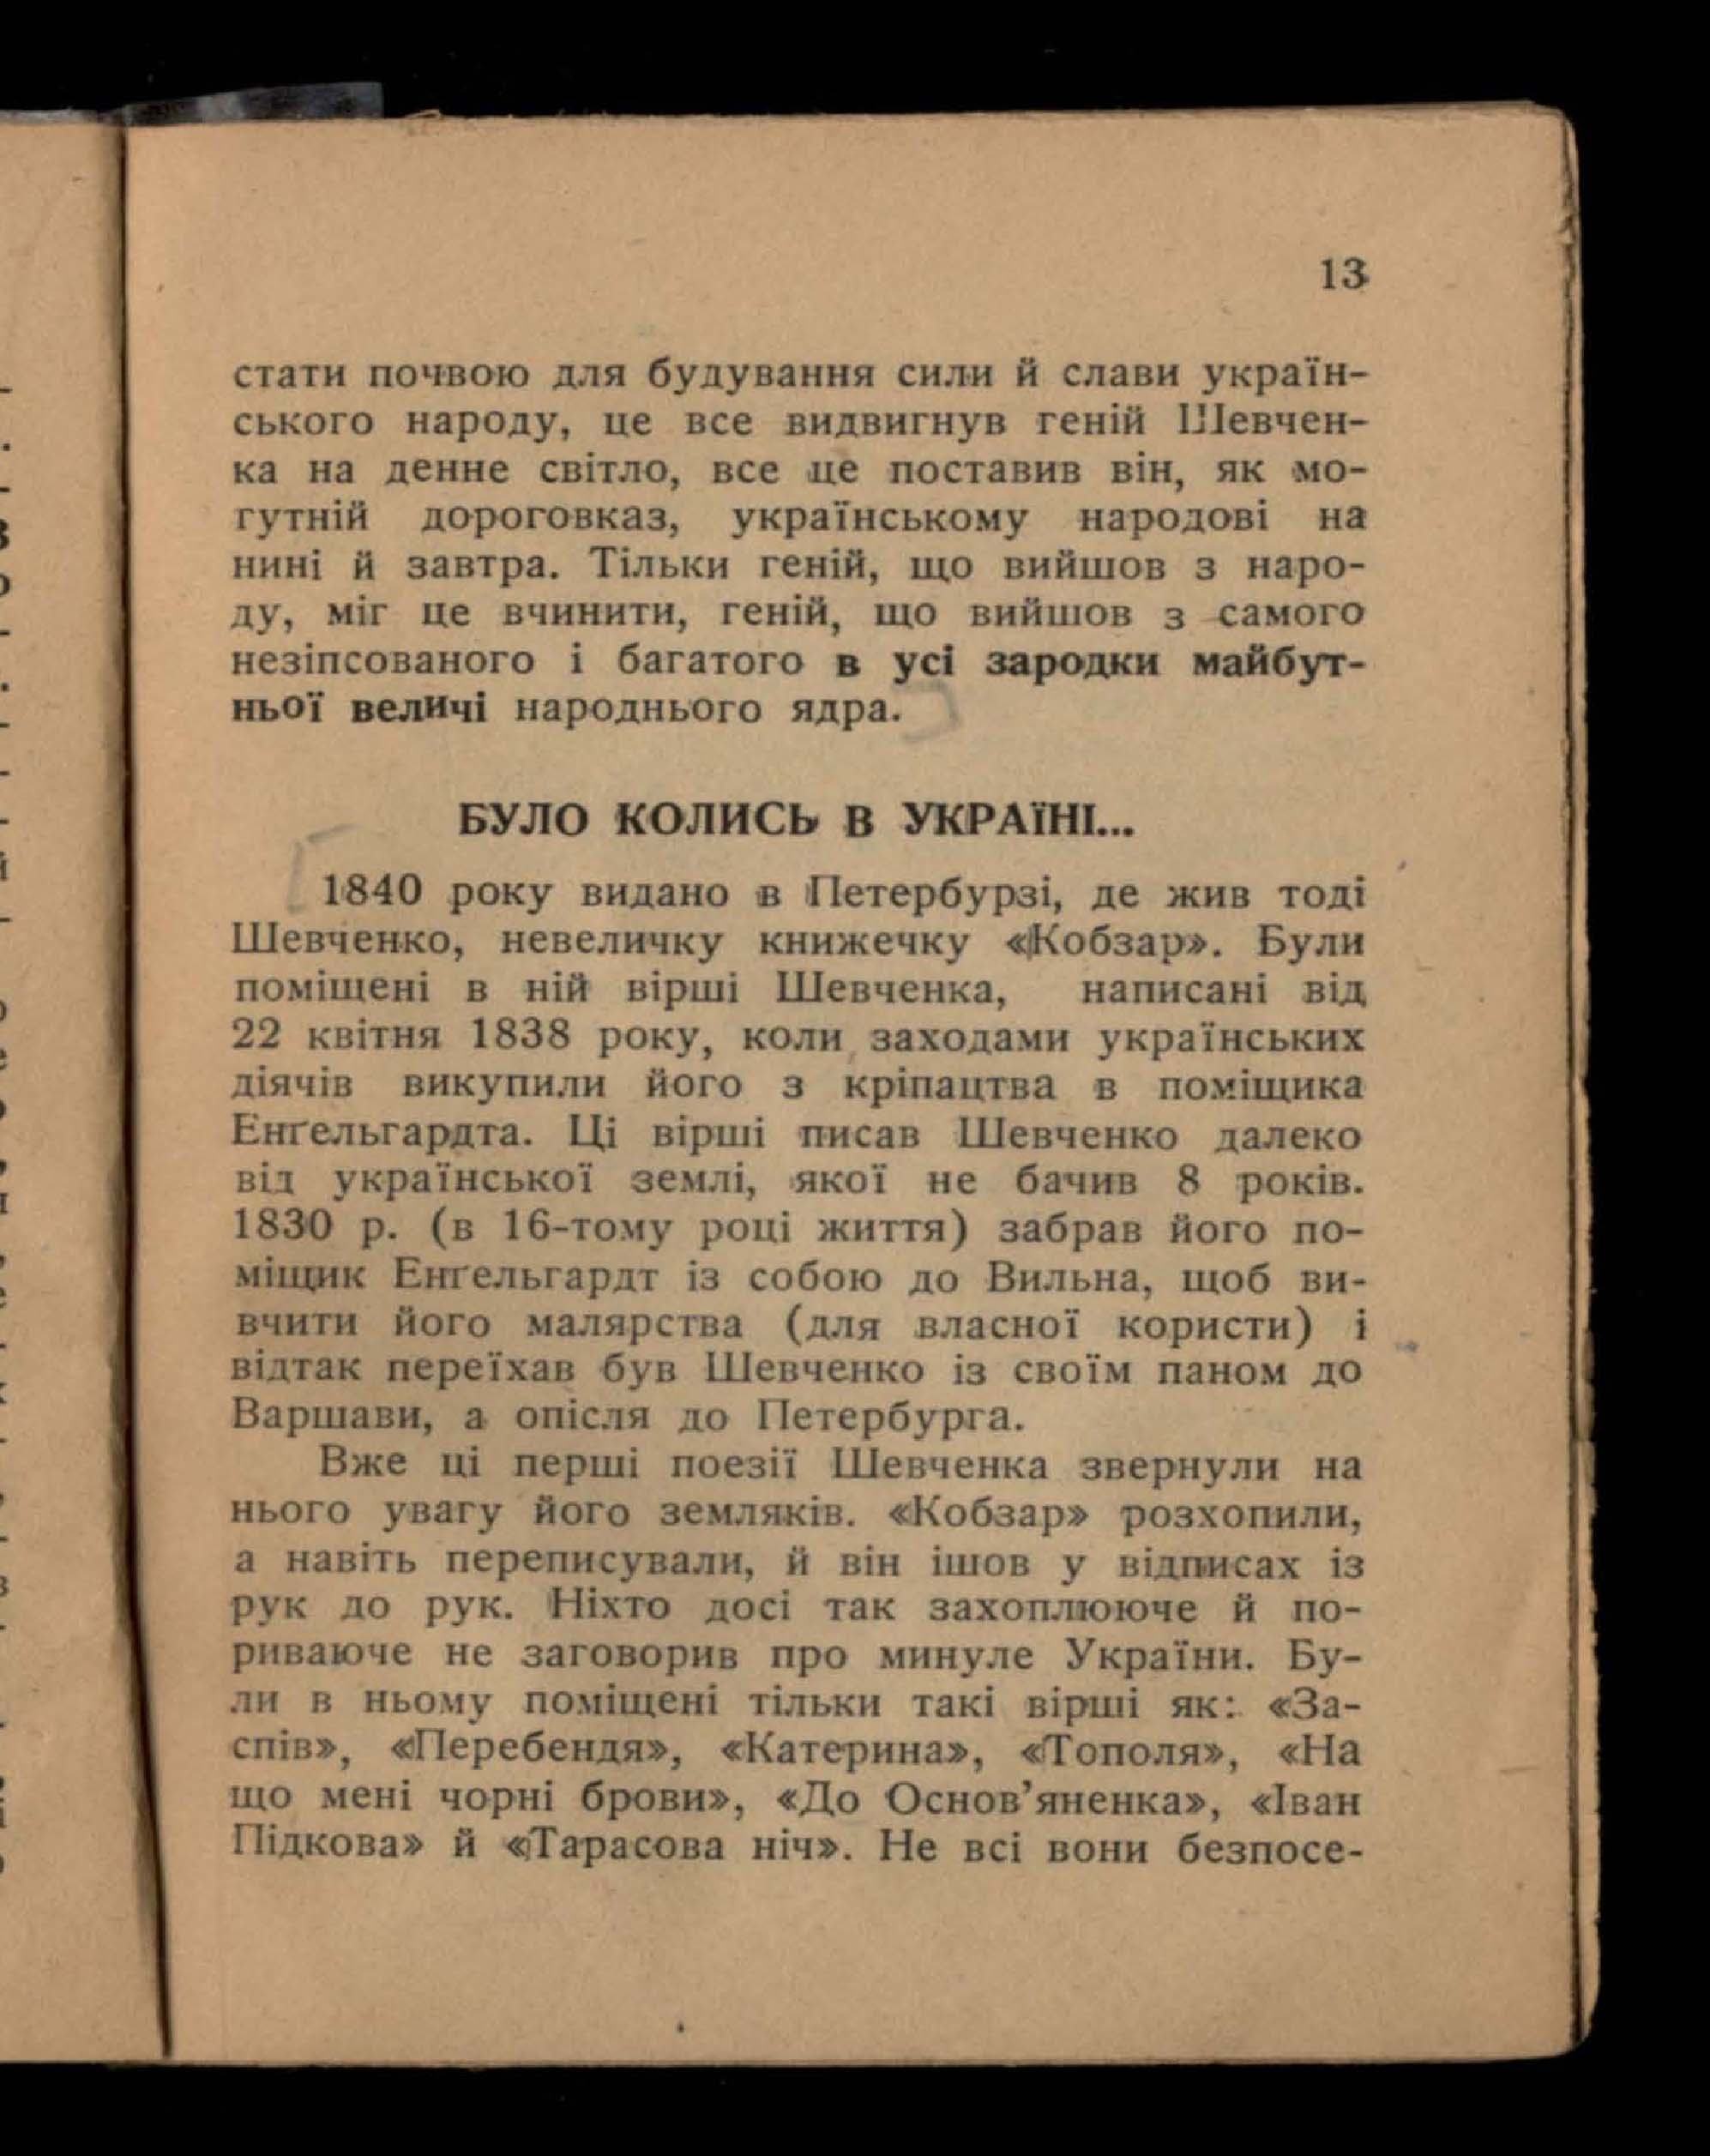 13
стати почвою для будування сили й слави україн-
ського народу, це все видвигнув геній Шевчен-
ка на денне світло, все це поставив він, як мо-
гутній дороговказ, українському народові на
нині й завтра. Тільки геній, що вийшов з наро-
ду, міг це вчинити, геній, що вийшов з самого
незіпсованого і багатого в усі зародки майбут-
ньої величі народнього ядра.
БУЛО КОЛИСЬ В УКРАЇНІ...
1840 року видано в Петербурзі, де жив тоді
Шевченко, невеличку книжечку «Кобзар». Були
поміщені в ній вірші Шевченка, написані від
22 квітня 1838 року, коли заходами українських
діячів викупили його з кріпацтва в поміщика
Енґельгардта. Ці вірші писав Шевченко далеко
від української землі, якої не бачив 8 років.
1830 р. (в 16-тому році життя) забрав його по-
міщик Енґельгардт із собою до Вильна, щоб ви-
вчити його малярства (для власної користи) і
відтак переїхав був Шевченко із своїм паном до
Варшави, а опісля до Петербурга.
Вже ці перші поезії Шевченка звернули на
нього увагу його земляків. «Кобзар» розхопили,
а навіть переписували, й він ішов у відписах із
рук до рук. Ніхто досі так захоплююче й по-
риваюче не заговорив про минуле України. Бу-
ли в ньому поміщені тільки такі вірші як: «За-
спів», «Перебендя», «Катерина», «Тополя», «На
що мені чорні брови», «До Основ’яненка», «Іван
Підкова» й «Тарасова ніч». Не всі вони безпосе-